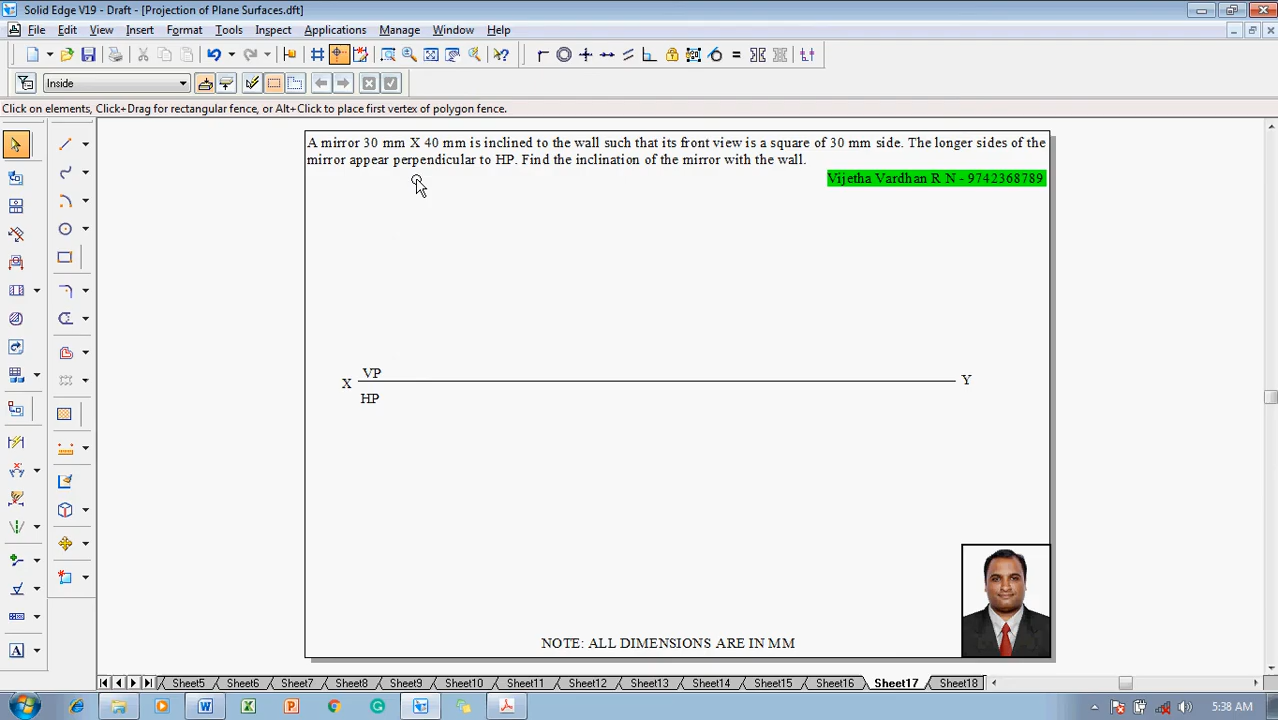 Solid Edge V19 - Draft - [Projection of Plane Surfaces.dft]
File Edit View Insert Format Tools Inspect Applications Manage Window Help
Inside
Click on elements, Click+Drag for rectangular fence, or Alt+Click to place first vertex of polygon fence.
A mirror 30 mm X 40 mm is inclined to the wall such that its front view is a square of 30 mm side. The longer sides of the
mirror appear perpendicular to HP. Find the inclination of the mirror with the wall.
Vijetha Vardhan R N - 9742368789
VP
X
Y
HP
NOTE: ALL DIMENSIONS ARE IN MM
Sheet5 Sheet6 Sheet7 Sheet8 Sheet9 Sheet10 Sheet11 Sheet12 Sheet13 Sheet14 Sheet15 Sheet16 Sheet17 Sheet18
5:38 AM